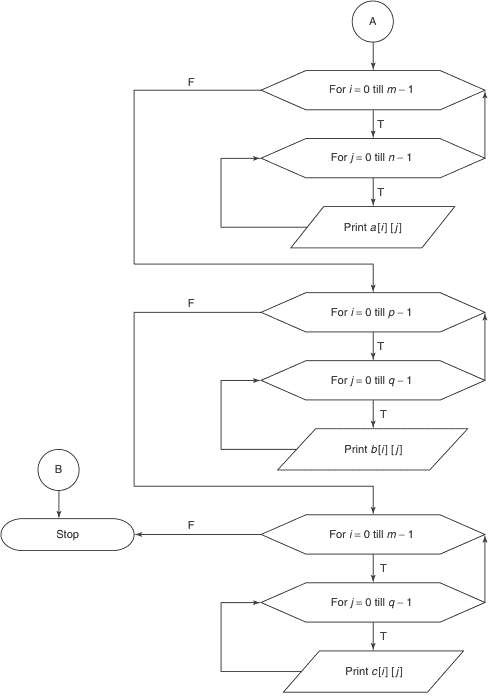 A
F
For i = 0 till m – 1
T
For j = 0 till n – 1
T
Print a[i] [j]
F
For i = 0 till p – 1
T
For j = 0 till q – 1
T
Print b[i] [j]
B
Stop
F
For i = 0 till m – 1
T
For j = 0 till q – 1
T
Print c[i] [j]